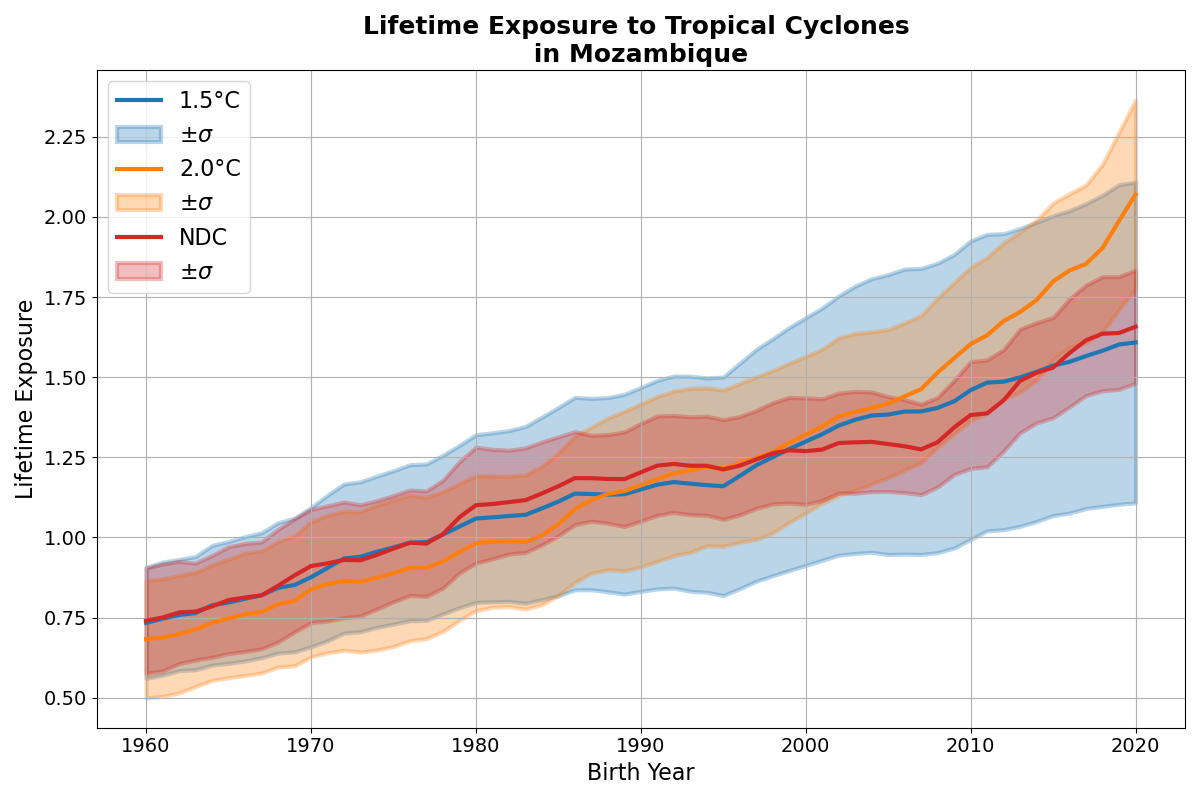 Lifetime Exposure to Tropical Cyclones
in Mozambique
1.5°C
±σ
2.0°C
±σ
NDC
±σ
Lifetime Exposure
2.25
2.00
1.75
1.50
1.25
1.00
0.75
0.50
1960 1970 1980 1990 2000 2010 2020
Birth Year